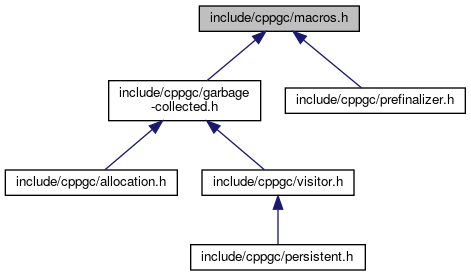 include/cppgc/macros.h
include/cppgc/garbage
-collected.h
include/cppgc/prefinalizer.h
include/cppgc/allocation.h
include/cppgc/visitor.h
include/cppgc/persistent.h